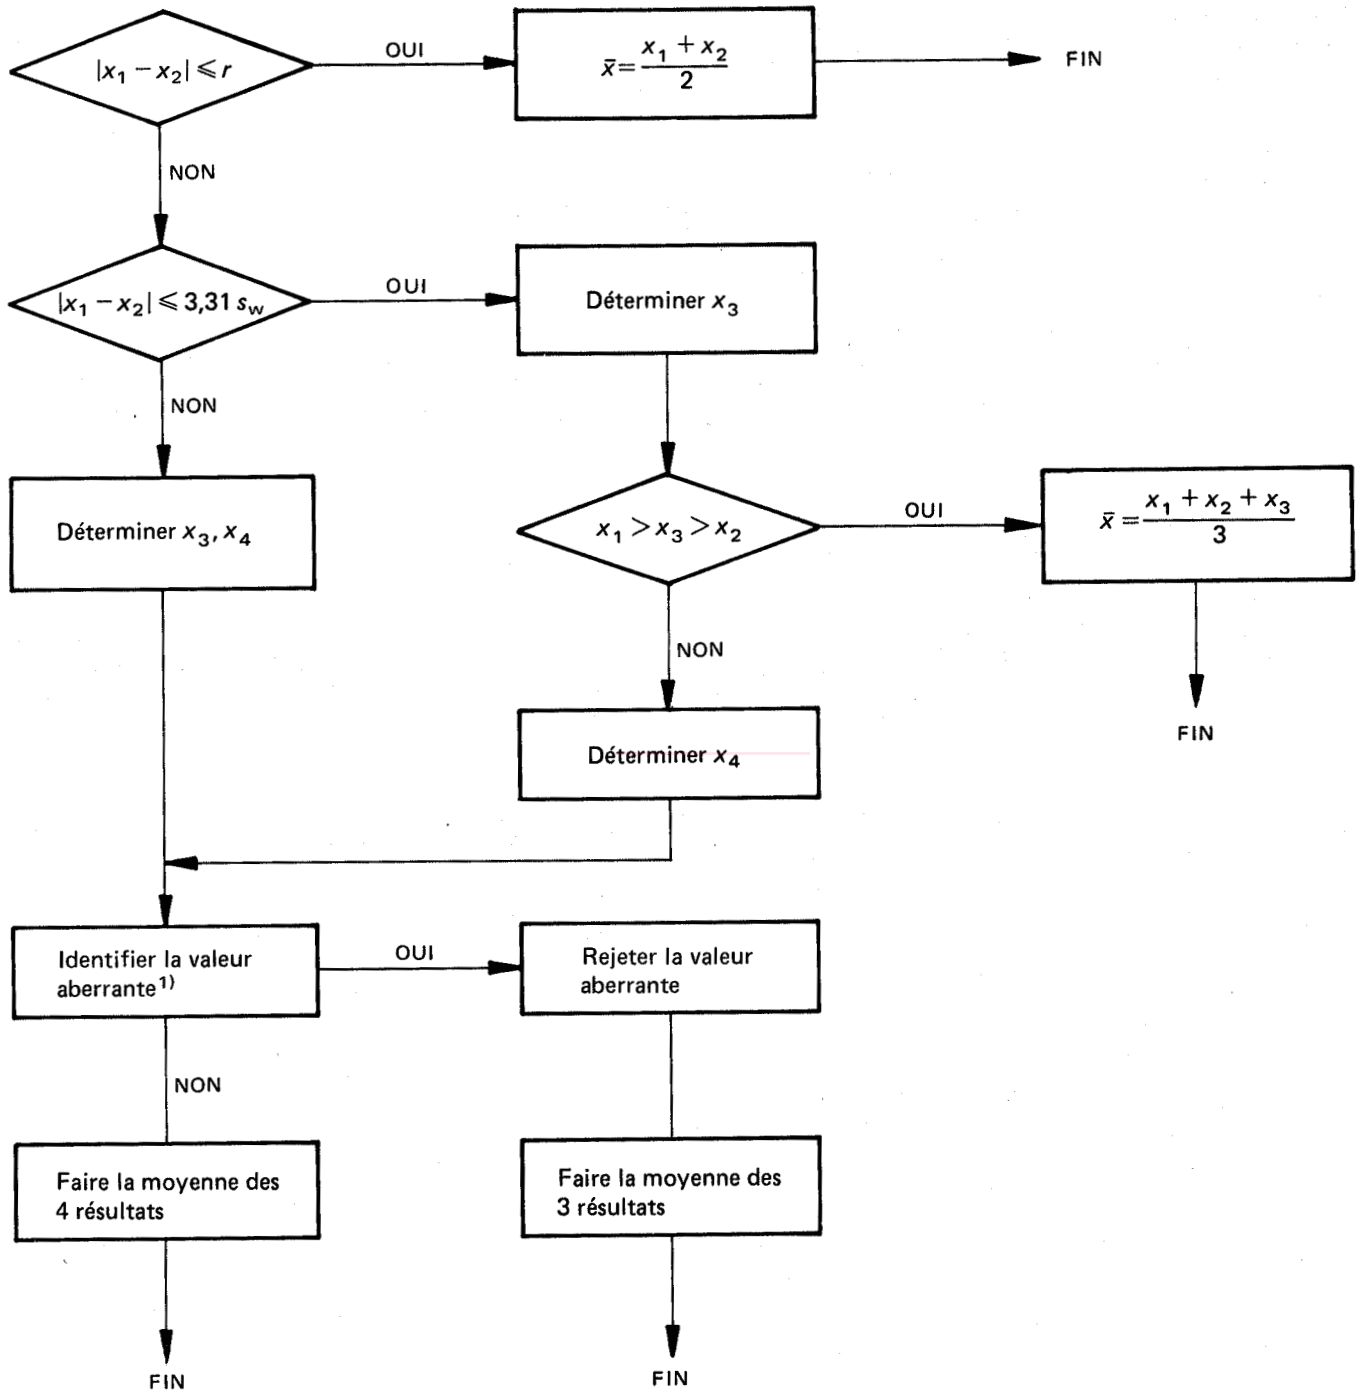 |x₁ − x₂| ⩽ r
OUI
x̄ = (x₁ + x₂) / 2
FIN
NON
|x₁ − x₂| ⩽ 3,31 s_w
OUI
Déterminer x₃
NON
Déterminer x₃, x₄
x₁ > x₃ > x₂
OUI
x̄ = (x₁ + x₂ + x₃) / 3
NON
FIN
Déterminer x₄
Identifier la valeur
aberrante¹⁾
OUI
Rejeter la valeur
aberrante
NON
Faire la moyenne des
4 résultats
Faire la moyenne des
3 résultats
FIN
FIN